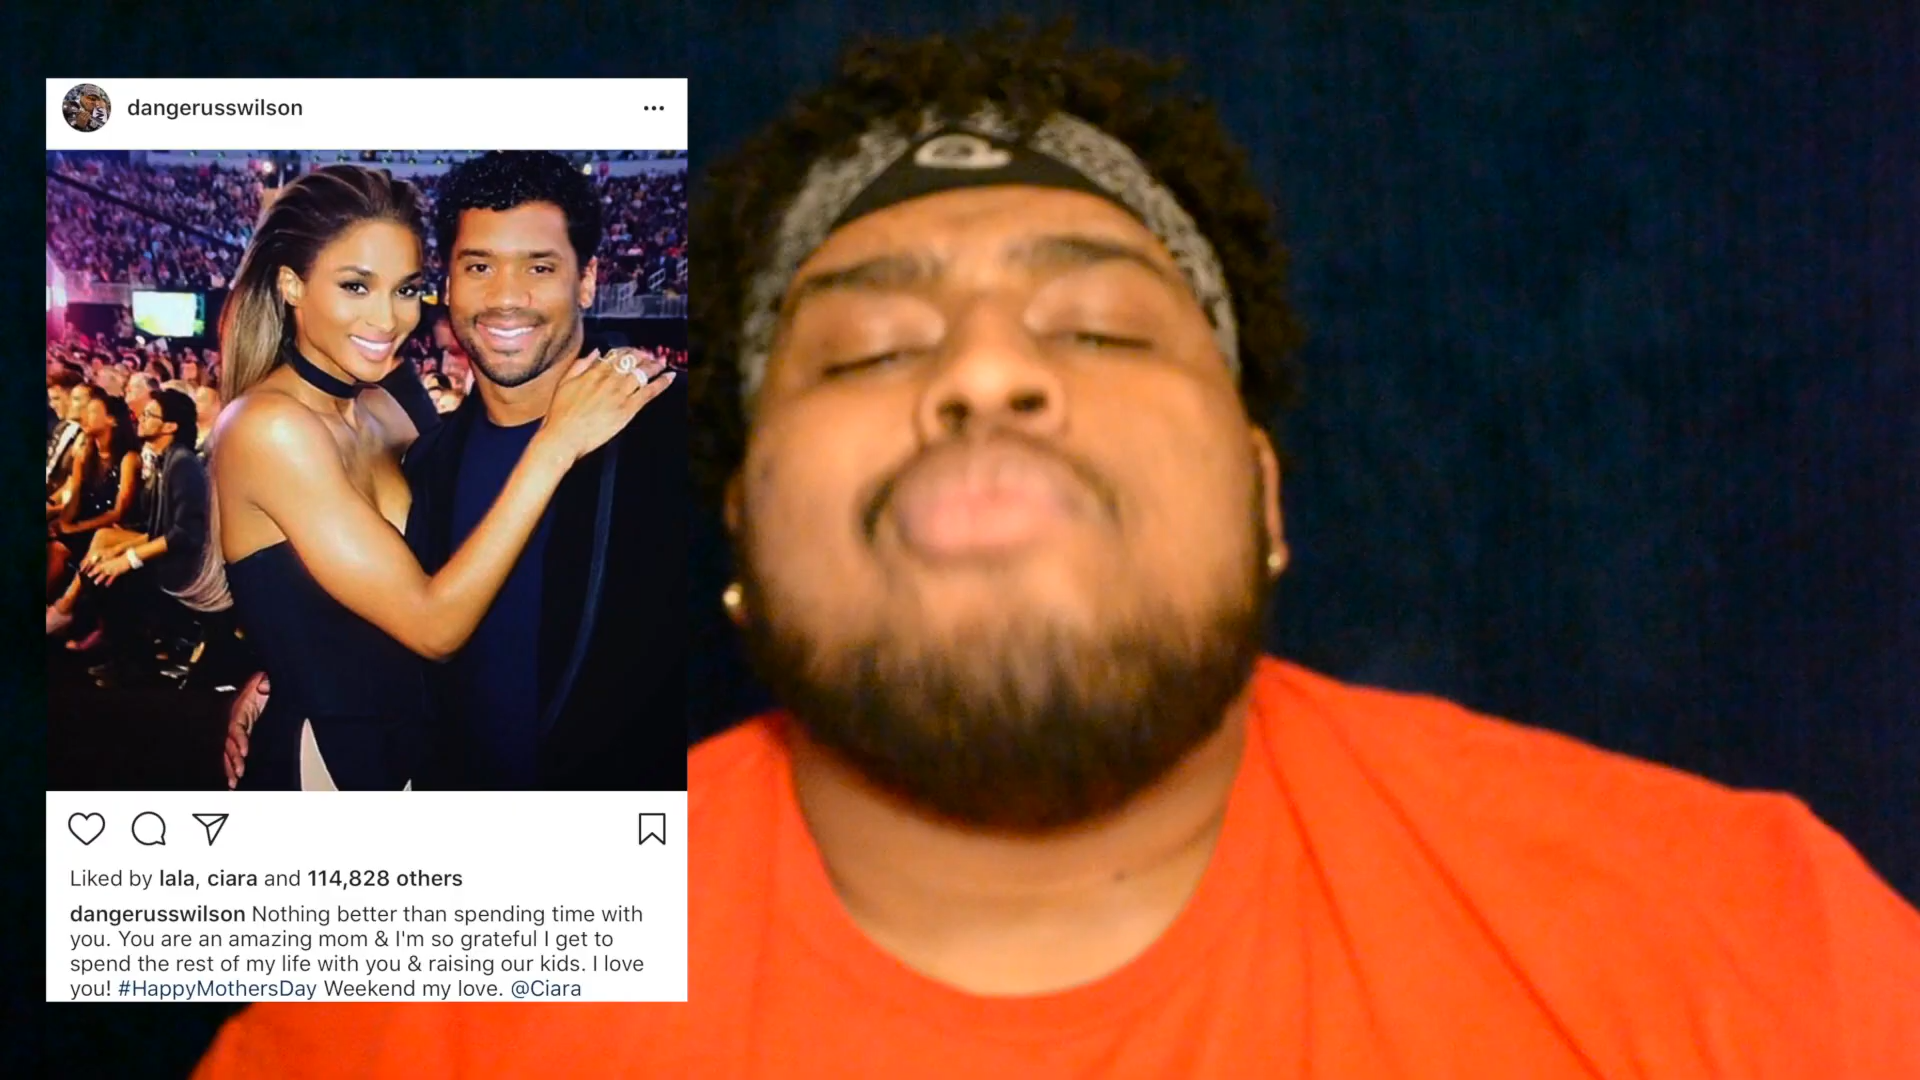 dangerusswilson
Liked by lala, ciara and 114,828 others
dangerusswilson Nothing better than spending time with
you. You are an amazing mom & I'm so grateful I get to
spend the rest of my life with you & raising our kids. I love
you! #HappyMothersDay Weekend my love. @Ciara